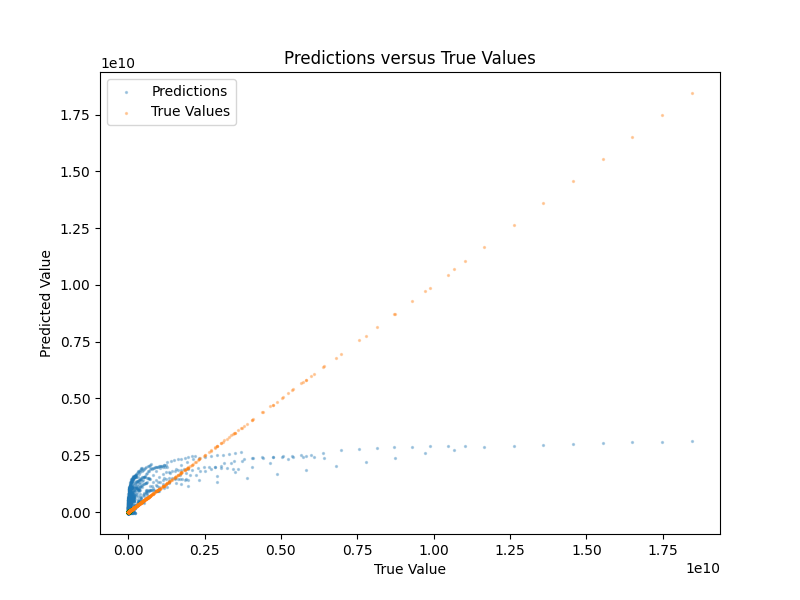 Predictions versus True Values
1e10
Predictions
True Values
1.75
1.50
1.25
1.00
0.75
0.50
0.25
0.00
Predicted Value
0.00 0.25 0.50 0.75 1.00 1.25 1.50 1.75
True Value
1e10